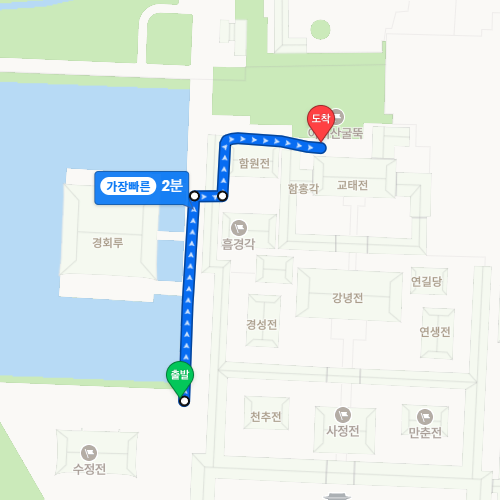 도착
아미산굴뚝
함원전
함흥각
교태전
가장빠른 2분
경회루
흠경각
연길당
강녕전
경성전
연생전
출발
천추전
사정전
만춘전
수정전